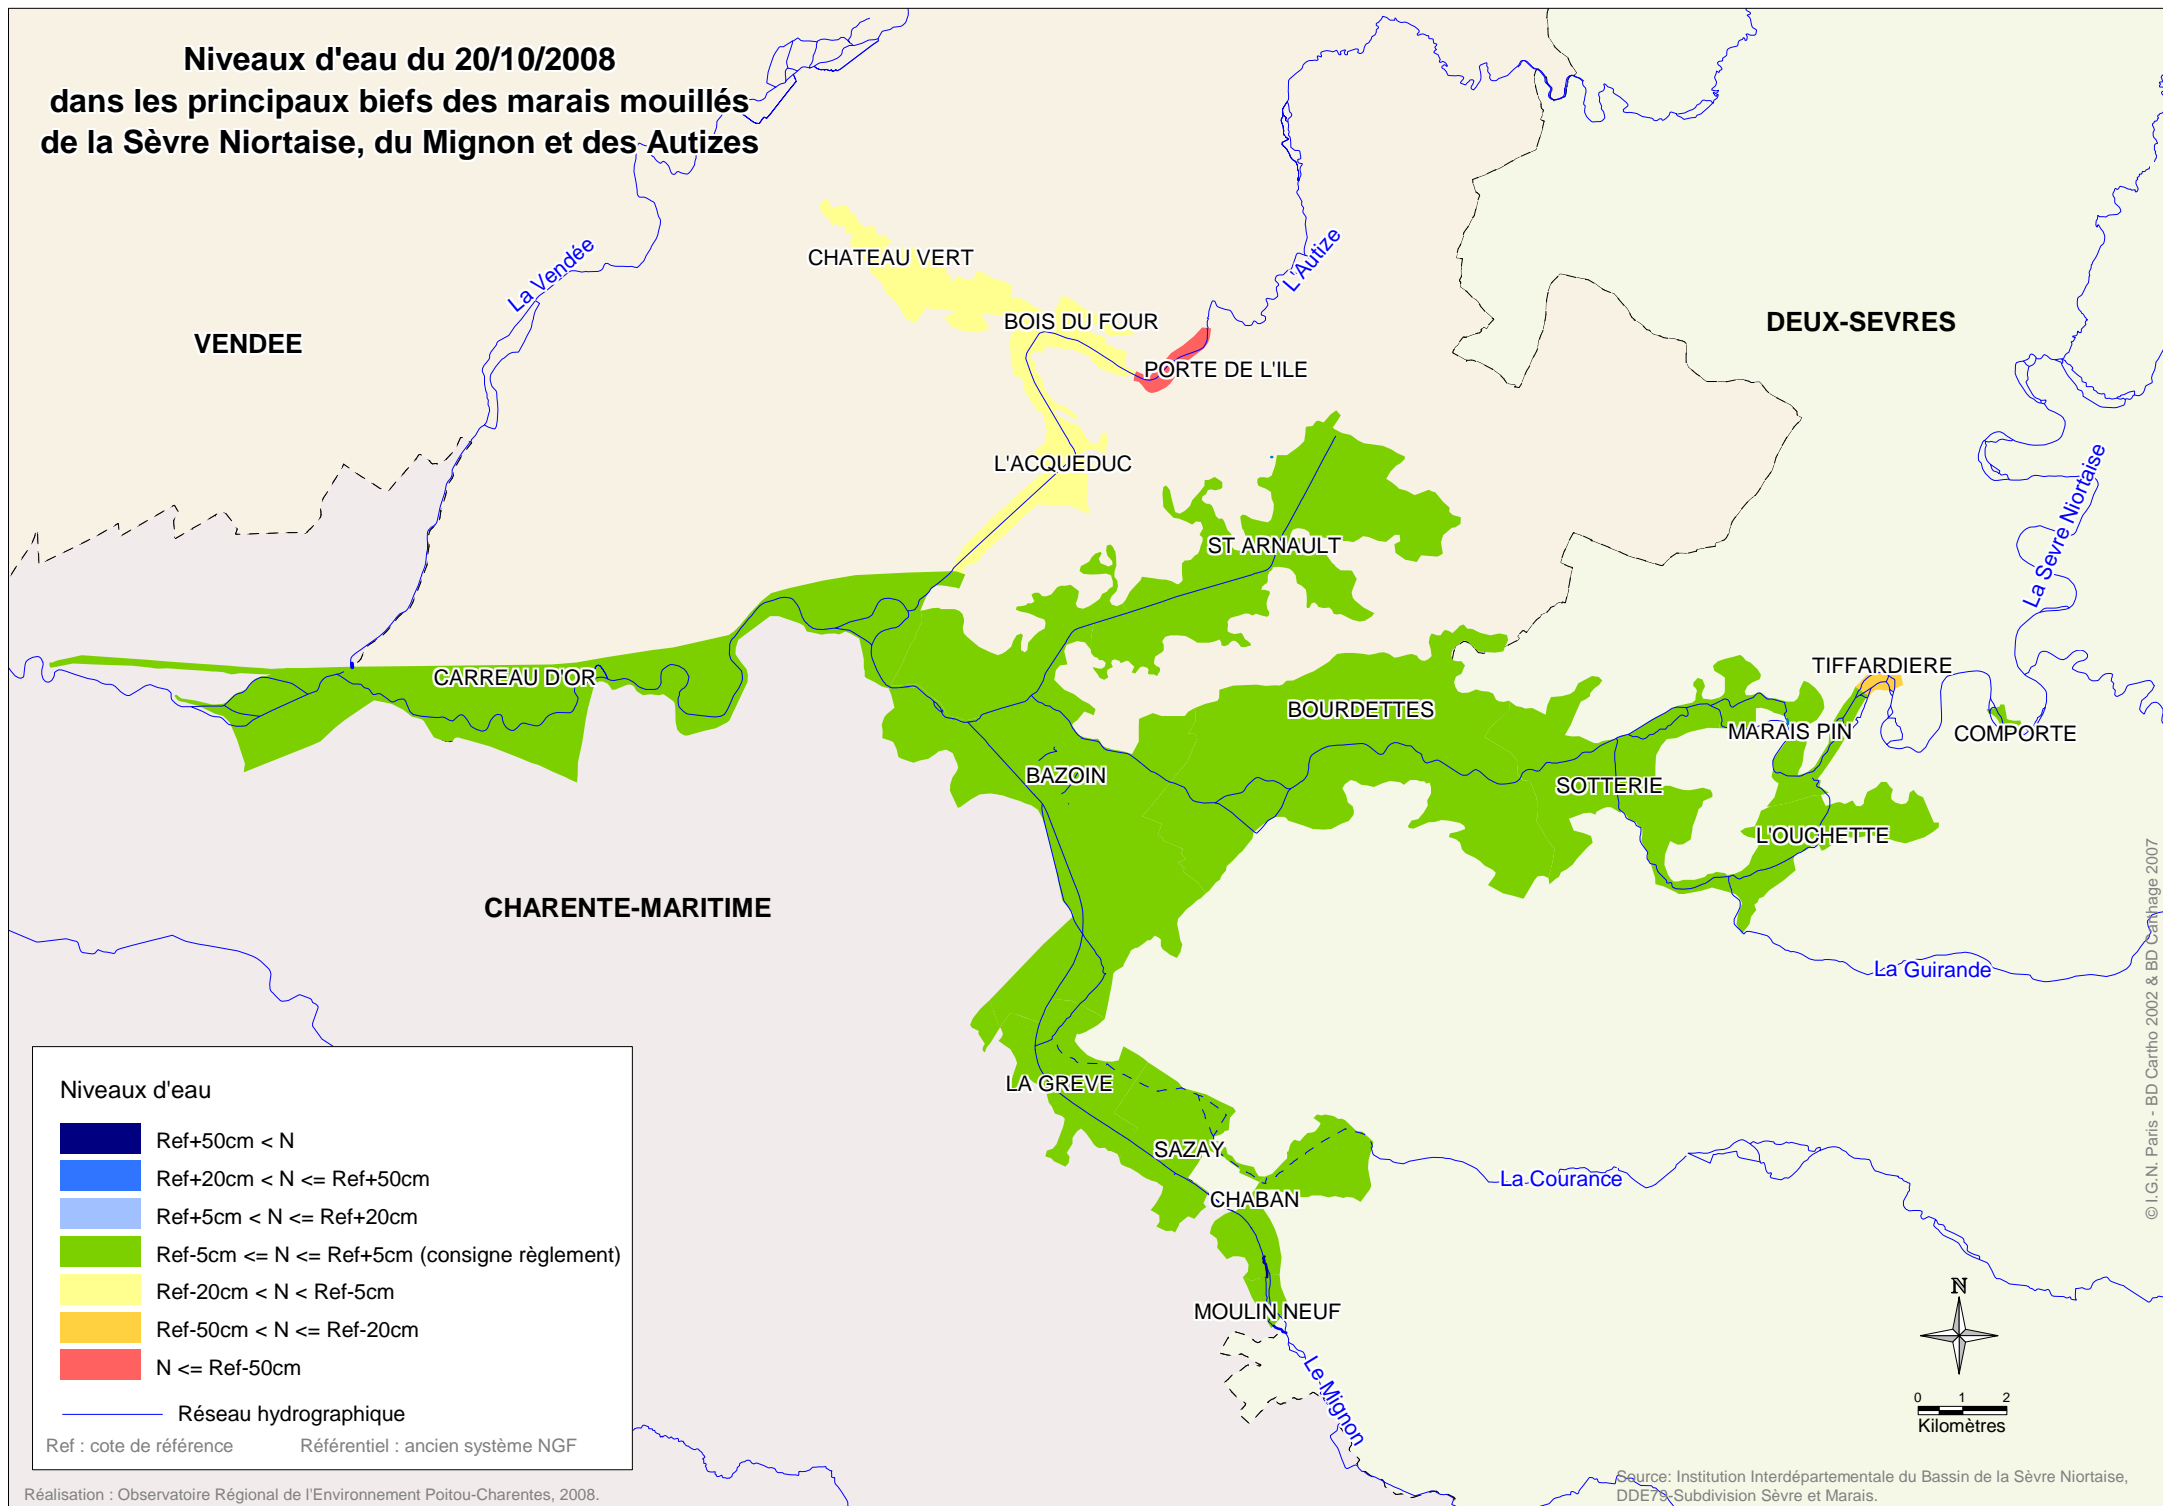 Niveaux d'eau du 20/10/2008
dans les principaux biefs des marais mouillés
de la Sèvre Niortaise, du Mignon et des Autizes
La Vendée
CHATEAU VERT
L'Autize
BOIS DU FOUR
DEUX-SEVRES
VENDEE
PORTE DE L'ILE
L'ACQUEDUC
La Sèvre Niortaise
ST ARNAULT
TIFFARDIERE
CARREAU D'OR
BOURDETTES
MARAIS PIN
COMPORTE
BAZOIN
SOTTERIE
L'OUCHETTE
CHARENTE-MARITIME
La Guirande
LA GREVE
SAZAY
La Courance
CHABAN
MOULIN NEUF
Le Mignon
Niveaux d'eau
Ref+50cm < N
Ref+20cm < N <= Ref+50cm
Ref+5cm < N <= Ref+20cm
Ref-5cm <= N <= Ref+5cm (consigne règlement)
Ref-20cm < N < Ref-5cm
Ref-50cm < N <= Ref-20cm
N <= Ref-50cm
Réseau hydrographique
Ref : cote de référence Référentiel : ancien système NGF
N
0 1 2
Kilomètres
© I.G.N. Paris - BD Cartho 2002 & BD Carthage 2007
Réalisation : Observatoire Régional de l'Environnement Poitou-Charentes, 2008.
Source: Institution Interdépartementale du Bassin de la Sèvre Niortaise,
DDE79-Subdivision Sèvre et Marais.